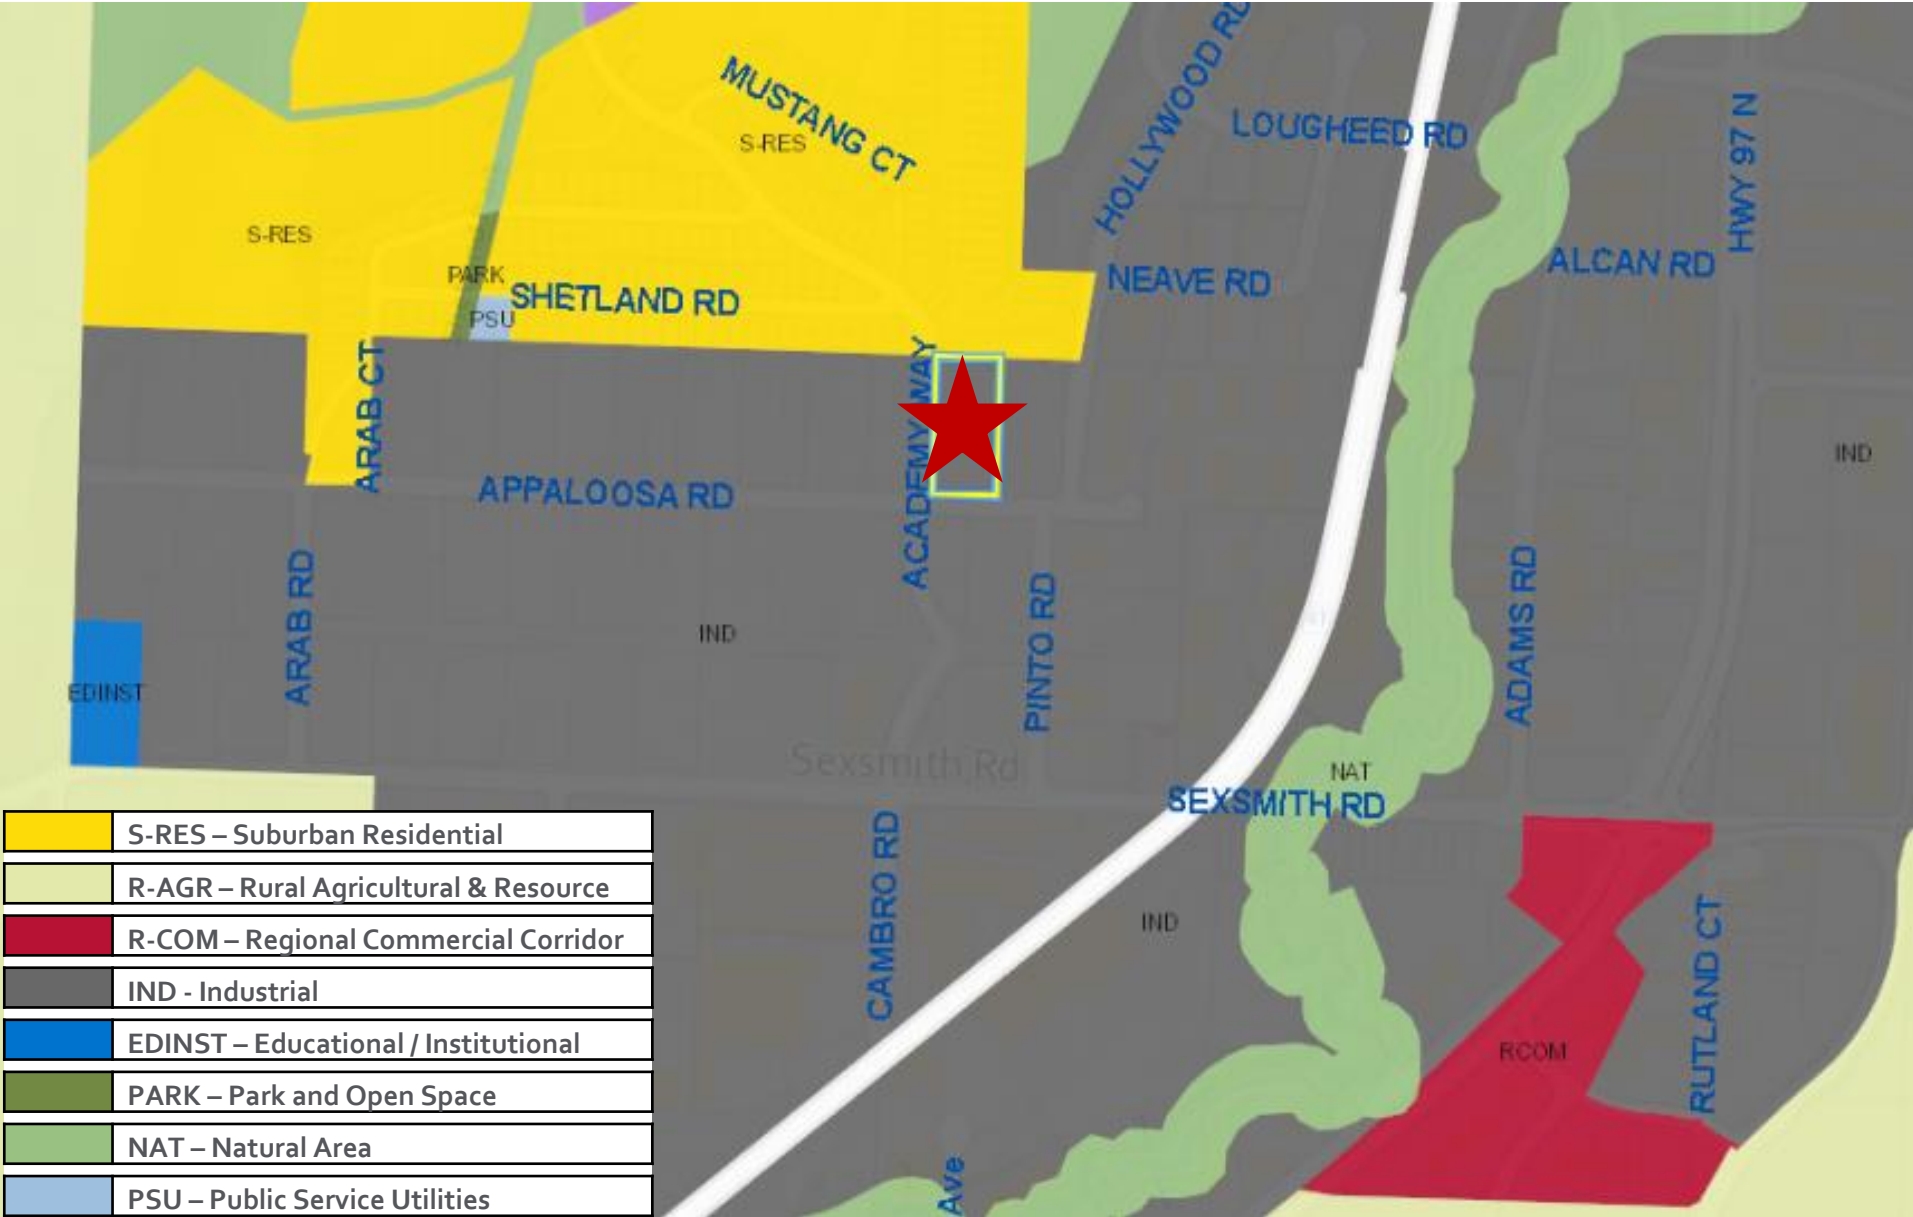 MUSTANG CT
S-RES
HOLLYWOOD RD
LOUGHEED RD
HWY 97 N
S-RES
PARK
SHETLAND RD
PSU
NEAVE RD
ALCAN RD
ARAB CT
ACADEMY WAY
APPALOOSA RD
IND
ARAB RD
IND
PINTO RD
ADAMS RD
EDINST
Sexsmith Rd
NAT
SEXSMITH RD
CAMBRO RD
IND
RUTLAND CT
RCOM
Ave
S-RES – Suburban Residential
R-AGR – Rural Agricultural & Resource
R-COM – Regional Commercial Corridor
IND - Industrial
EDINST – Educational / Institutional
PARK – Park and Open Space
NAT – Natural Area
PSU – Public Service Utilities